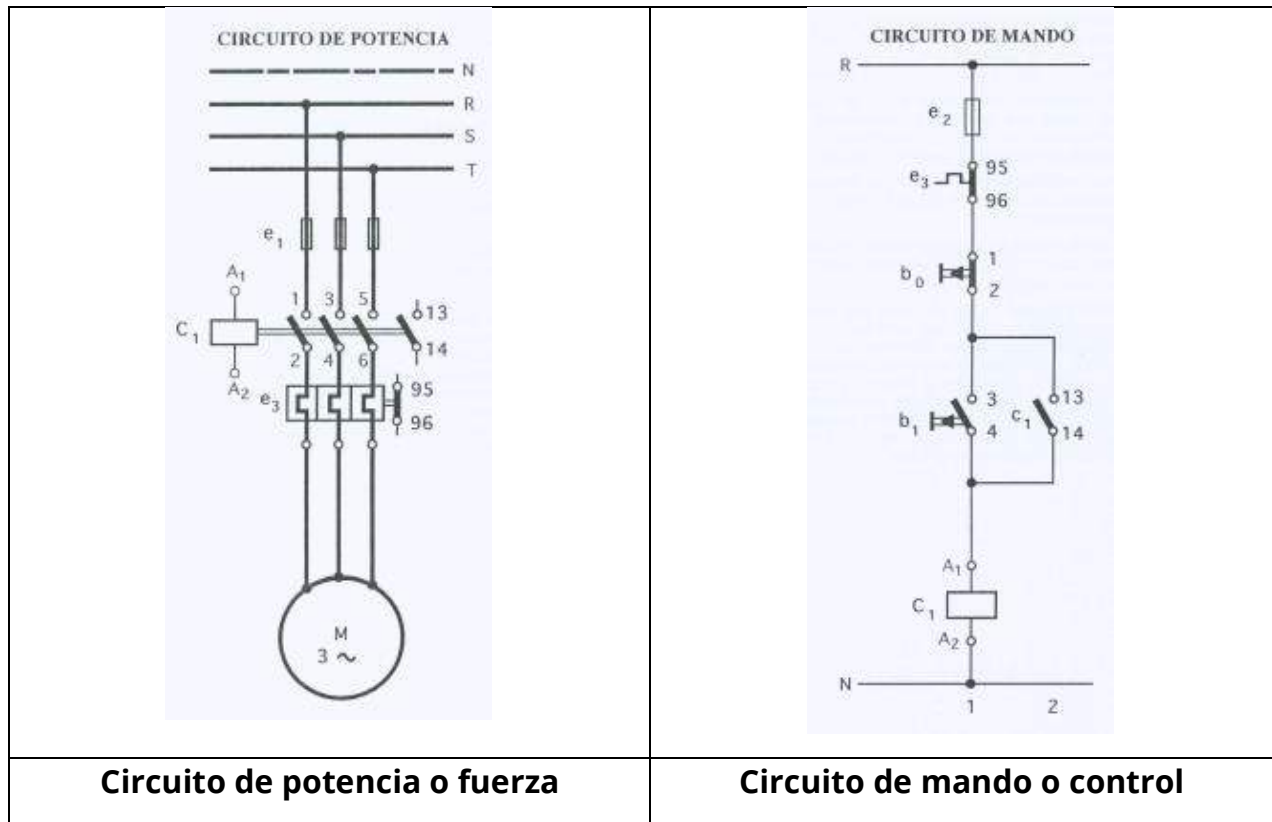 CIRCUITO DE POTENCIA
N
R
S
T
e1
A1
1 3 5 13
C1
2 4 6 14
A2 e3 95
96
M
3 ~
CIRCUITO DE MANDO
R
e2
e3 95
96
b0 1
2
b1 3 c1 13
4 14
A1
C1
A2
N
1 2
Circuito de potencia o fuerza
Circuito de mando o control